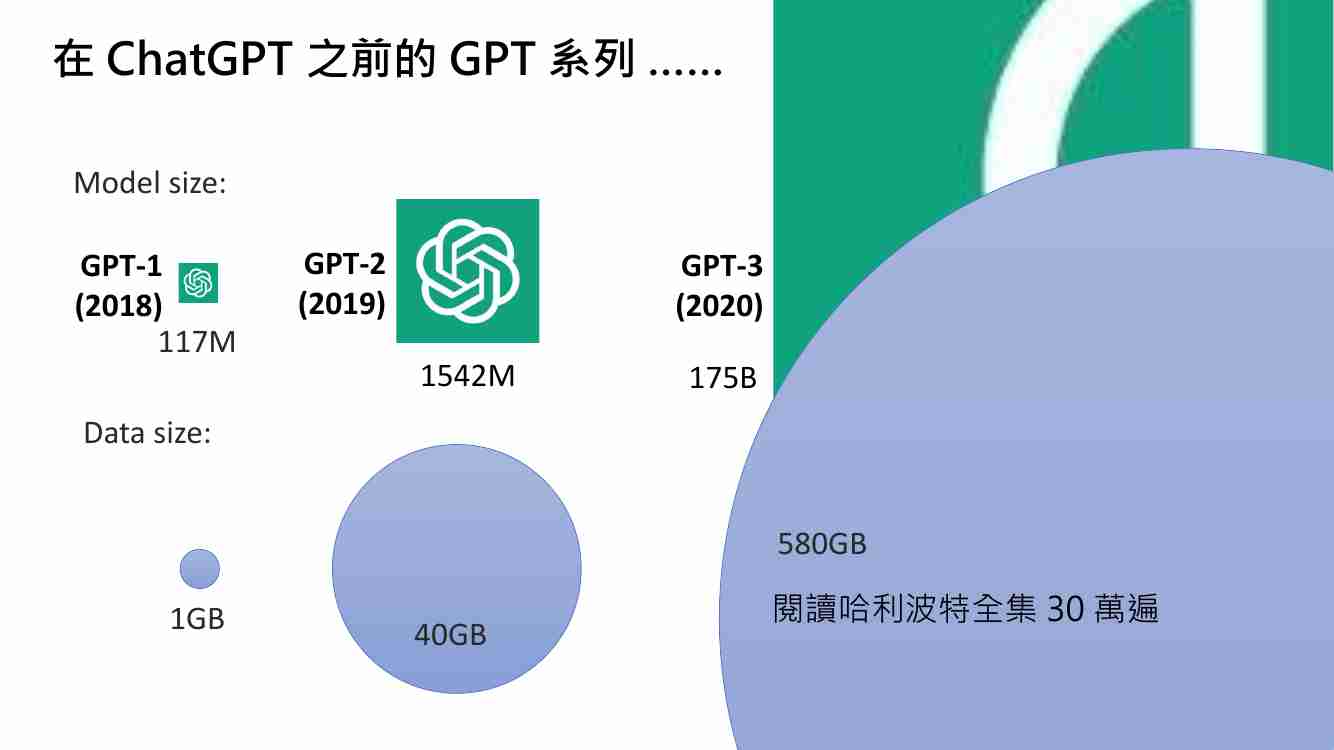 在 ChatGPT 之前的 GPT 系列 ……
Model size:
GPT-1
(2018)
117M
GPT-2
(2019)
1542M
GPT-3
(2020)
175B
Data size:
1GB
40GB
580GB
閱讀哈利波特全集 30 萬遍